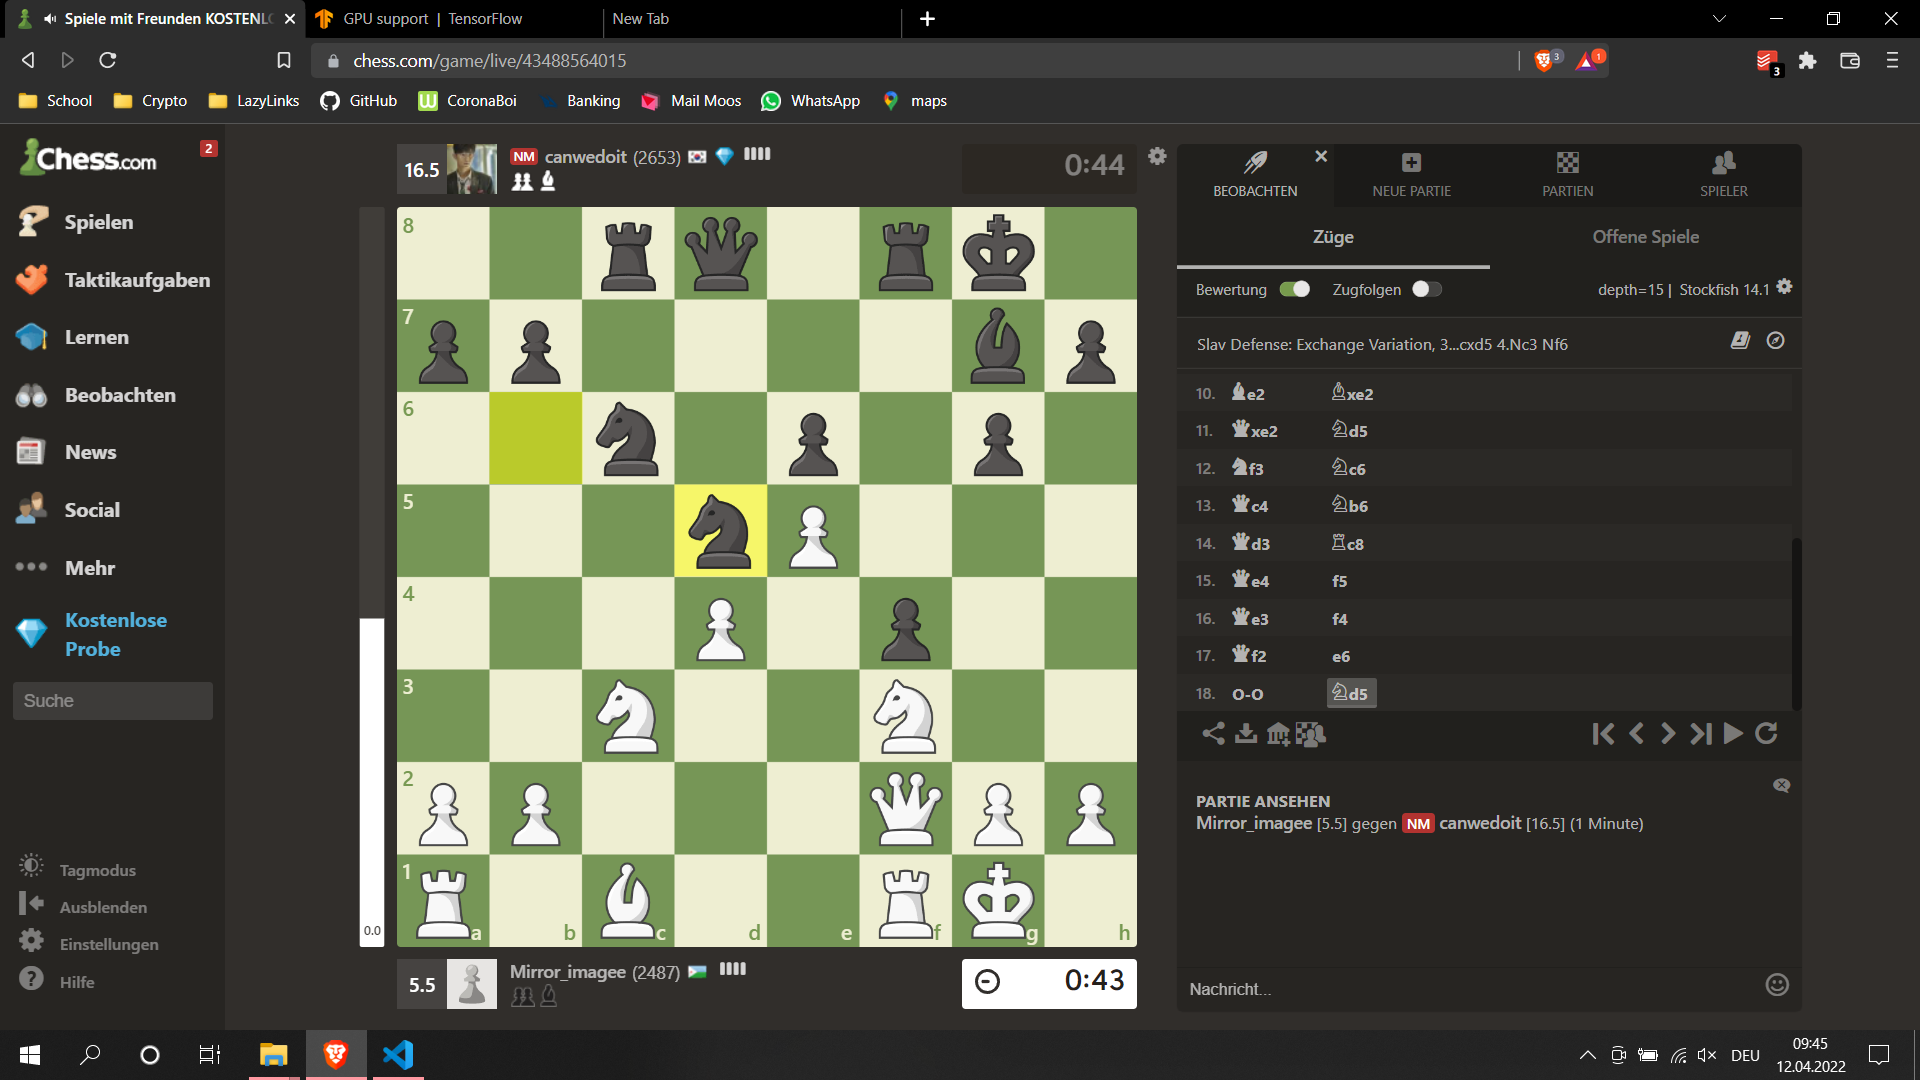 Spiele mit Freunden KOSTENLO
GPU support | TensorFlow
New Tab
chess.com/game/live/43488564015
3
1
3
School
Crypto
LazyLinks
GitHub
CoronaBoi
Banking
Mail Moos
WhatsApp
maps
Chess.com
2
Spielen
Taktikaufgaben
Lernen
Beobachten
News
Social
Mehr
Kostenlose
Probe
Suche
Tagmodus
Ausblenden
Einstellungen
Hilfe
16.5
NM canwedoit (2653)
0:44
8
7
6
5
4
3
2
1
a b c d e f g h
0.0
5.5
Mirror_imagee (2487)
0:43
BEOBACHTEN
NEUE PARTIE
PARTIEN
SPIELER
Züge
Offene Spiele
Bewertung
Zugfolgen
depth=15 | Stockfish 14.1
Slav Defense: Exchange Variation, 3...cxd5 4.Nc3 Nf6
10. e2 xe2
11. xe2 d5
12. f3 c6
13. c4 b6
14. d3 c8
15. e4 f5
16. e3 f4
17. f2 e6
18. O-O d5
PARTIE ANSEHEN
Mirror_imagee [5.5] gegen NM canwedoit [16.5] (1 Minute)
Nachricht...
DEU
09:45
12.04.2022